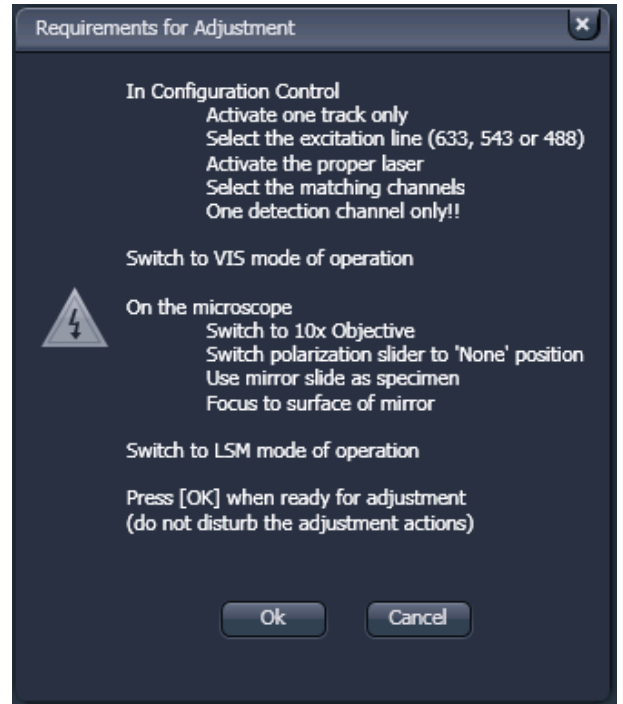 Requirements for Adjustment
In Configuration Control
Activate one track only
Select the excitation line (633, 543 or 488)
Activate the proper laser
Select the matching channels
One detection channel only!!
Switch to VIS mode of operation
On the microscope
Switch to 10x Objective
Switch polarization slider to 'None' position
Use mirror slide as specimen
Focus to surface of mirror
Switch to LSM mode of operation
Press [OK] when ready for adjustment
(do not disturb the adjustment actions)
Ok Cancel